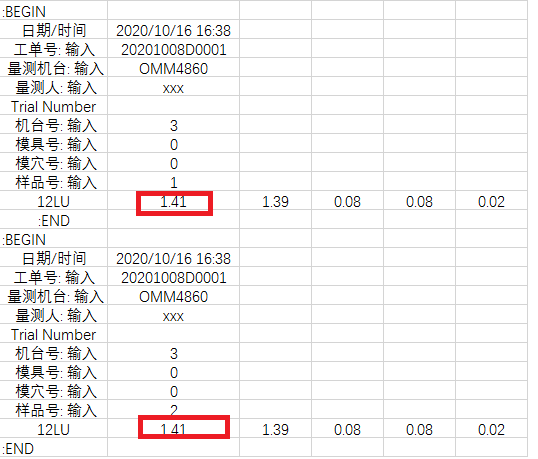 :BEGIN
日期/时间 2020/10/16 16:38
工单号: 输入 20201008D0001
量测机台: 输入 OMM4860
量测人: 输入 xxx
Trial Number
机台号: 输入 3
模具号: 输入 0
模穴号: 输入 0
样品号: 输入 1
12LU 1.41 1.39 0.08 0.08 0.02
:END
:BEGIN
日期/时间 2020/10/16 16:38
工单号: 输入 20201008D0001
量测机台: 输入 OMM4860
量测人: 输入 xxx
Trial Number
机台号: 输入 3
模具号: 输入 0
模穴号: 输入 0
样品号: 输入 2
12LU 1.41 1.39 0.08 0.08 0.02
:END